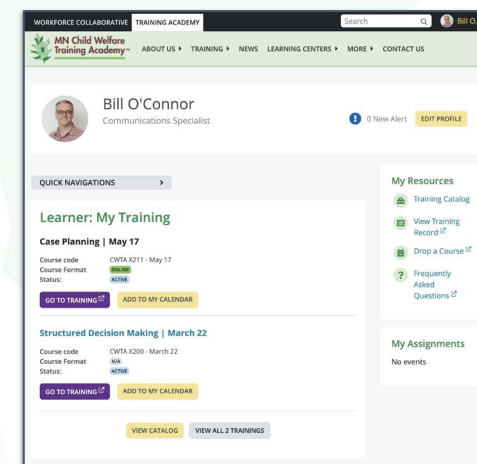 WORKFORCE COLLABORATIVE TRAINING ACADEMY Search Bill O.
MN Child Welfare
Training Academy
ABOUT US TRAINING NEWS LEARNING CENTERS MORE CONTACT US
Bill O'Connor
Communications Specialist
0 New Alert EDIT PROFILE
QUICK NAVIGATIONS
Learner: My Training
Case Planning | May 17
Course code CWTA X211 - May 17
Course Format ONLINE
Status: ACTIVE
GO TO TRAINING ADD TO MY CALENDAR
Structured Decision Making | March 22
Course code CWTA X200 - March 22
Course Format N/A
Status: ACTIVE
GO TO TRAINING ADD TO MY CALENDAR
VIEW CATALOG VIEW ALL 2 TRAININGS
My Resources
Training Catalog
View Training
Record
Drop a Course
Frequently
Asked
Questions
My Assignments
No events